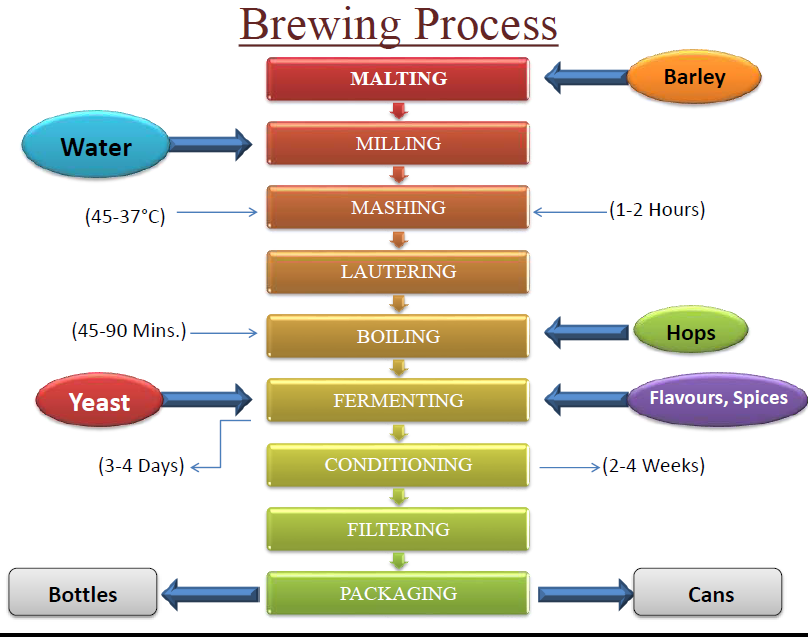 Brewing Process
MALTING
Barley
Water
MILLING
(45-37°C)
MASHING
(1-2 Hours)
LAUTERING
(45-90 Mins.)
BOILING
Hops
Yeast
FERMENTING
Flavours, Spices
(3-4 Days)
CONDITIONING
(2-4 Weeks)
FILTERING
Bottles
PACKAGING
Cans